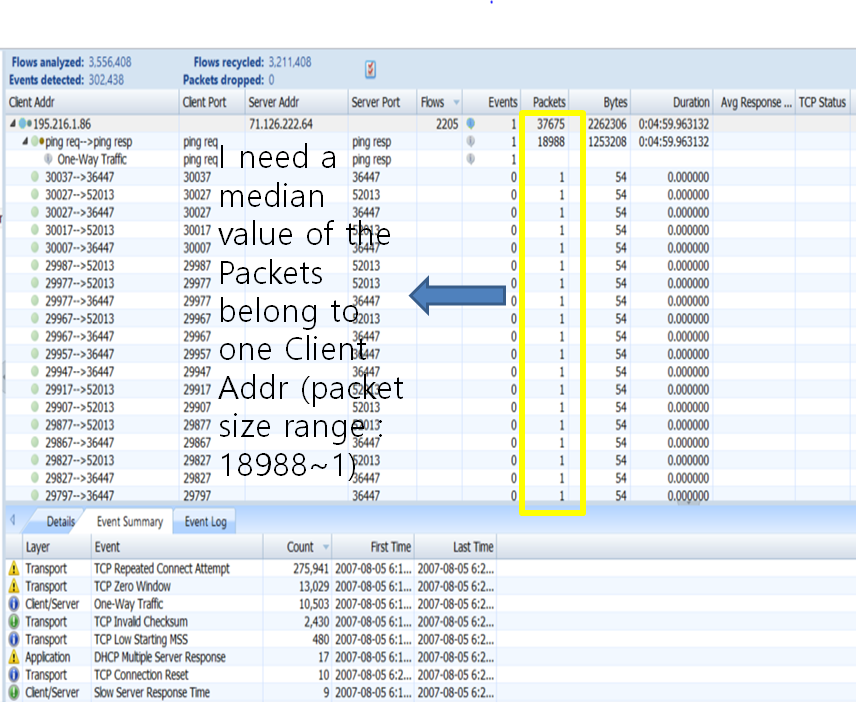 Flows analyzed: 3,556,408 Flows recycled: 3,211,408
Events detected: 302,438 Packets dropped: 0
Client Addr Client Port Server Addr Server Port Flows Events Packets Bytes Duration Avg Response ... TCP Status
195.216.1.86 71.126.222.64 2205 1 37675 2262306 0:04:59.963132
ping req-->ping resp ping req ping resp 1 18988 1253208 0:04:59.963132
One-Way Traffic ping req ping resp 1
30037-->36447 30037 36447 0 1 54 0.000000
30027-->52013 30027 52013 0 1 54 0.000000
30027-->36447 30027 36447 0 1 54 0.000000
30017-->52013 30017 52013 0 1 54 0.000000
30007-->36447 30007 36447 0 1 54 0.000000
29987-->52013 29987 52013 0 1 54 0.000000
29977-->52013 29977 52013 0 1 54 0.000000
29977-->36447 29977 36447 0 1 54 0.000000
29967-->52013 29967 52013 0 1 54 0.000000
29967-->36447 29967 36447 0 1 54 0.000000
29957-->36447 29957 36447 0 1 54 0.000000
29947-->36447 29947 36447 0 1 54 0.000000
29917-->52013 29917 52013 0 1 54 0.000000
29907-->52013 29907 52013 0 1 54 0.000000
29877-->52013 29877 52013 0 1 54 0.000000
29867-->36447 29867 36447 0 1 54 0.000000
29827-->52013 29827 52013 0 1 54 0.000000
29827-->36447 29827 36447 0 1 54 0.000000
29797-->36447 29797 36447 0 1 54 0.000000
I need a
median
value of the
Packets
belong to
one Client
Addr (packet
size range :
18988~1)
Details Event Summary Event Log
Layer Event Count First Time Last Time
Transport TCP Repeated Connect Attempt 275,941 2007-08-05 6:1... 2007-08-05 6:2...
Transport TCP Zero Window 13,029 2007-08-05 6:1... 2007-08-05 6:2...
Client/Server One-Way Traffic 10,503 2007-08-05 6:1... 2007-08-05 6:2...
Transport TCP Invalid Checksum 2,430 2007-08-05 6:1... 2007-08-05 6:2...
Transport TCP Low Starting MSS 480 2007-08-05 6:1... 2007-08-05 6:2...
Application DHCP Multiple Server Response 17 2007-08-05 6:1... 2007-08-05 6:2...
Transport TCP Connection Reset 10 2007-08-05 6:1... 2007-08-05 6:2...
Client/Server Slow Server Response Time 9 2007-08-05 6:1... 2007-08-05 6:2...